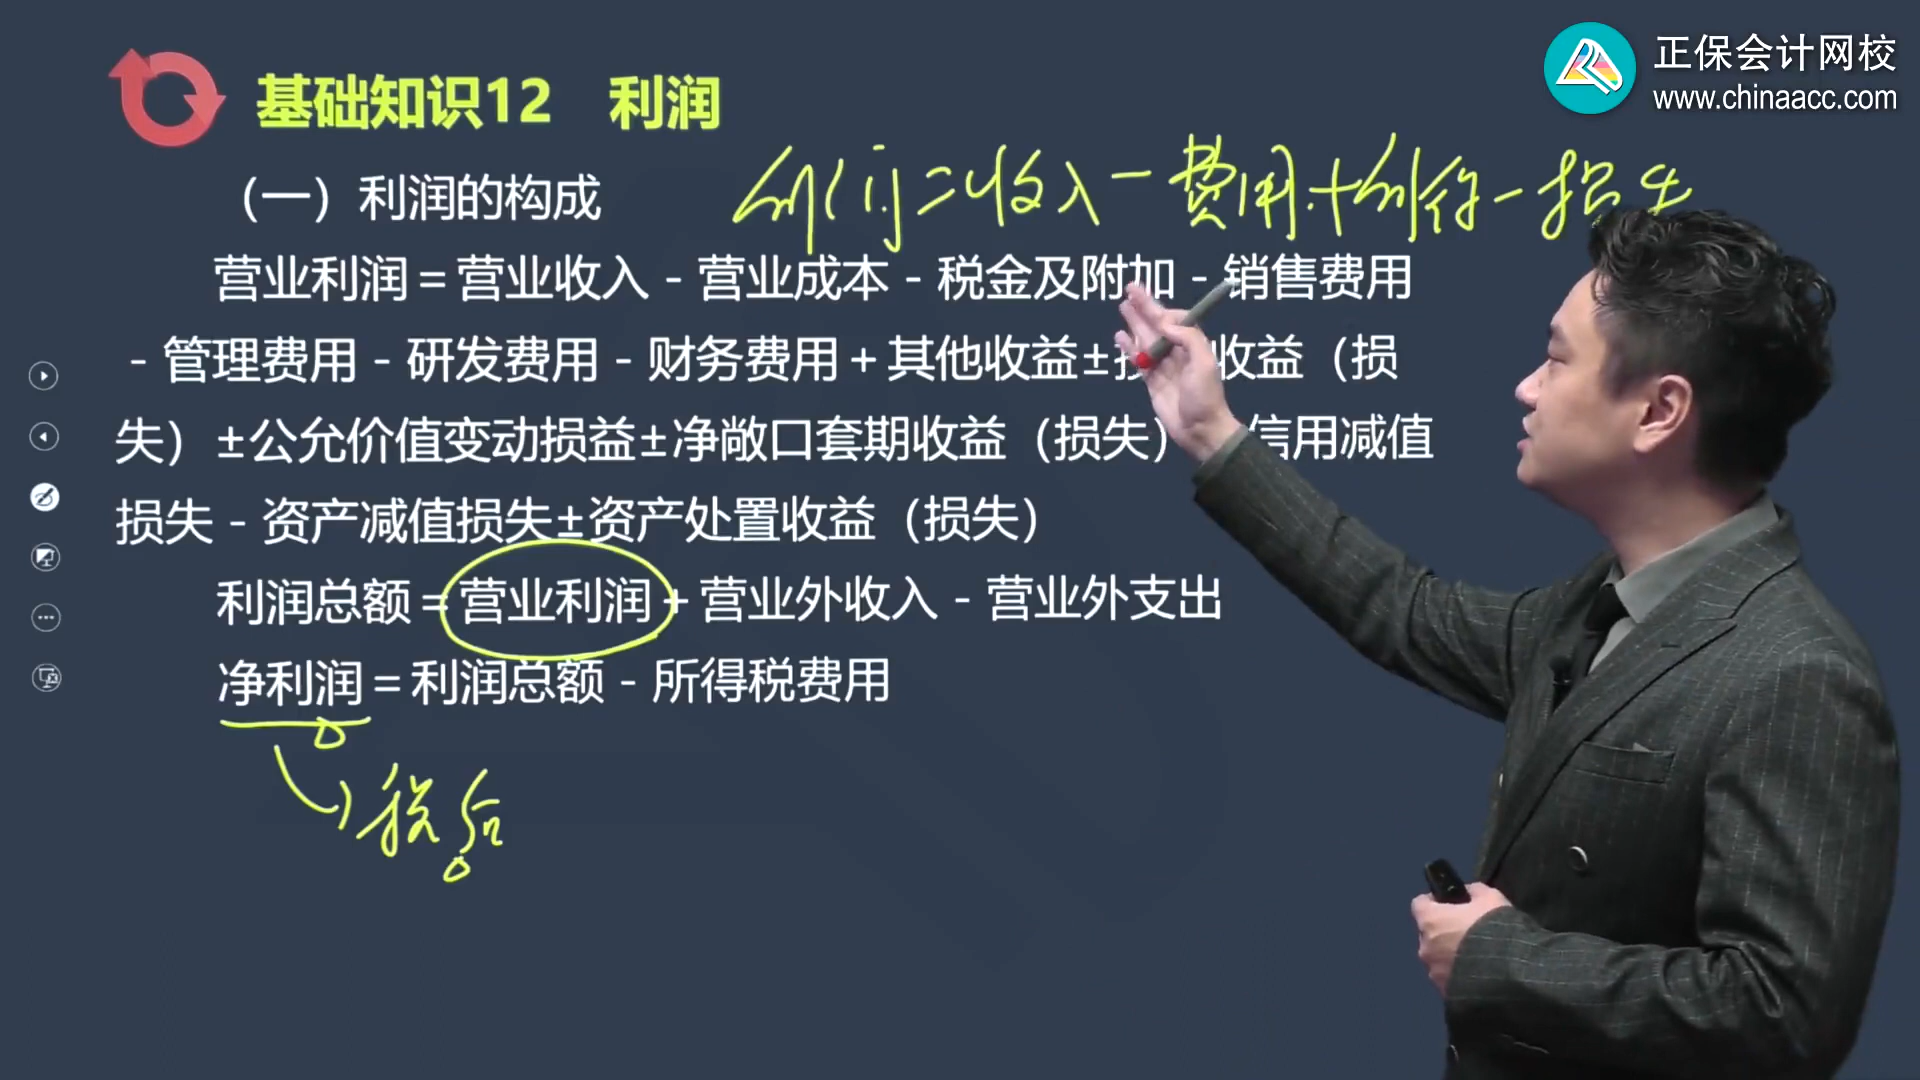 正保会计网校
www.chinaacc.com
基础知识12 利润
(一)利润的构成
利润=收入-费用+利得-损失
营业利润=营业收入-营业成本-税金及附加-销售费用
-管理费用-研发费用-财务费用+其他收益±收益(损
失)±公允价值变动损益±净敞口套期收益(损失)信用减值
损失-资产减值损失±资产处置收益(损失)
利润总额=营业利润+营业外收入-营业外支出
净利润=利润总额-所得税费用
税后